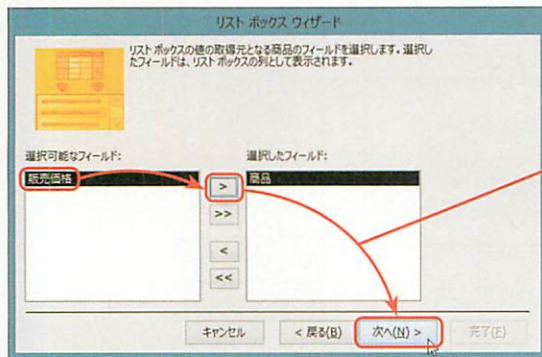 リスト ボックス ウィザード
リスト ボックスの値の取得元となる商品のフィールドを選択します。選択し
たフィールドは、リスト ボックスの列として表示されます。
選択可能なフィールド:
選択したフィールド:
販売価格
>
商品
>>
<
<<
キャンセル
< 戻る(B)
次へ(N) >
完了(F)